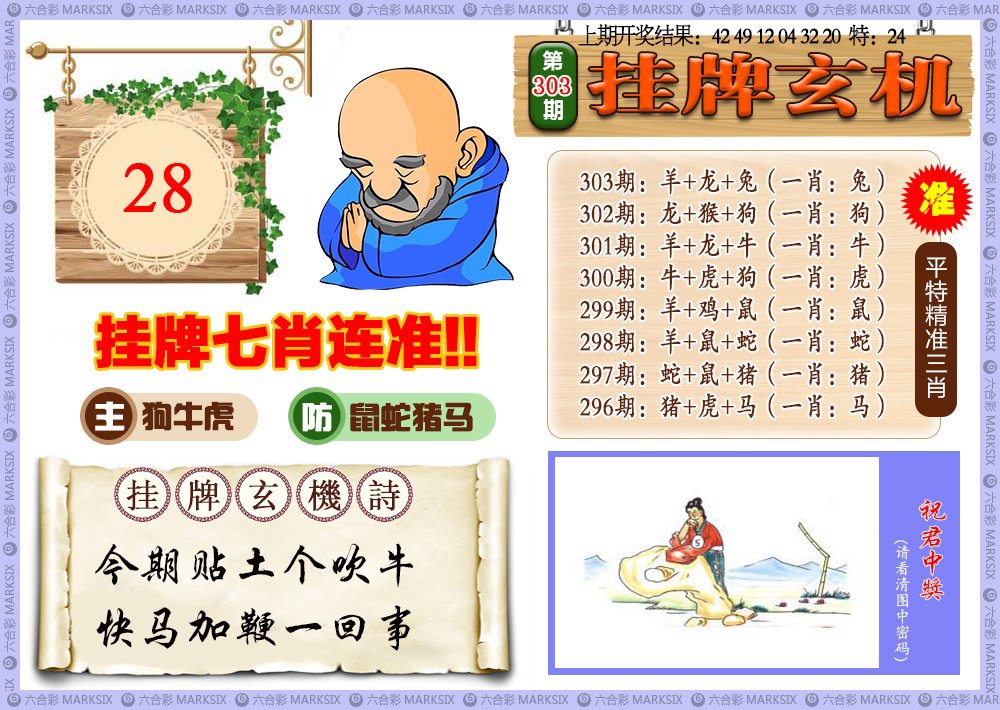 六合彩 MARKSIX
上期开奖结果：42 49 12 04 32 20 特：24
第
303
期
挂牌玄机
28
303期：羊+龙+兔（一肖：兔）
302期：龙+猴+狗（一肖：狗）
301期：羊+龙+牛（一肖：牛）
300期：牛+虎+狗（一肖：虎）
299期：羊+鸡+鼠（一肖：鼠）
298期：羊+鼠+蛇（一肖：蛇）
297期：蛇+鼠+猪（一肖：猪）
296期：猪+虎+马（一肖：马）
准
平特精准三肖
挂牌七肖连准!!
主 狗牛虎
防 鼠蛇猪马
挂牌玄機詩
今期贴土个吹牛
快马加鞭一回事
5
祝君中獎
（请看清图中密码）